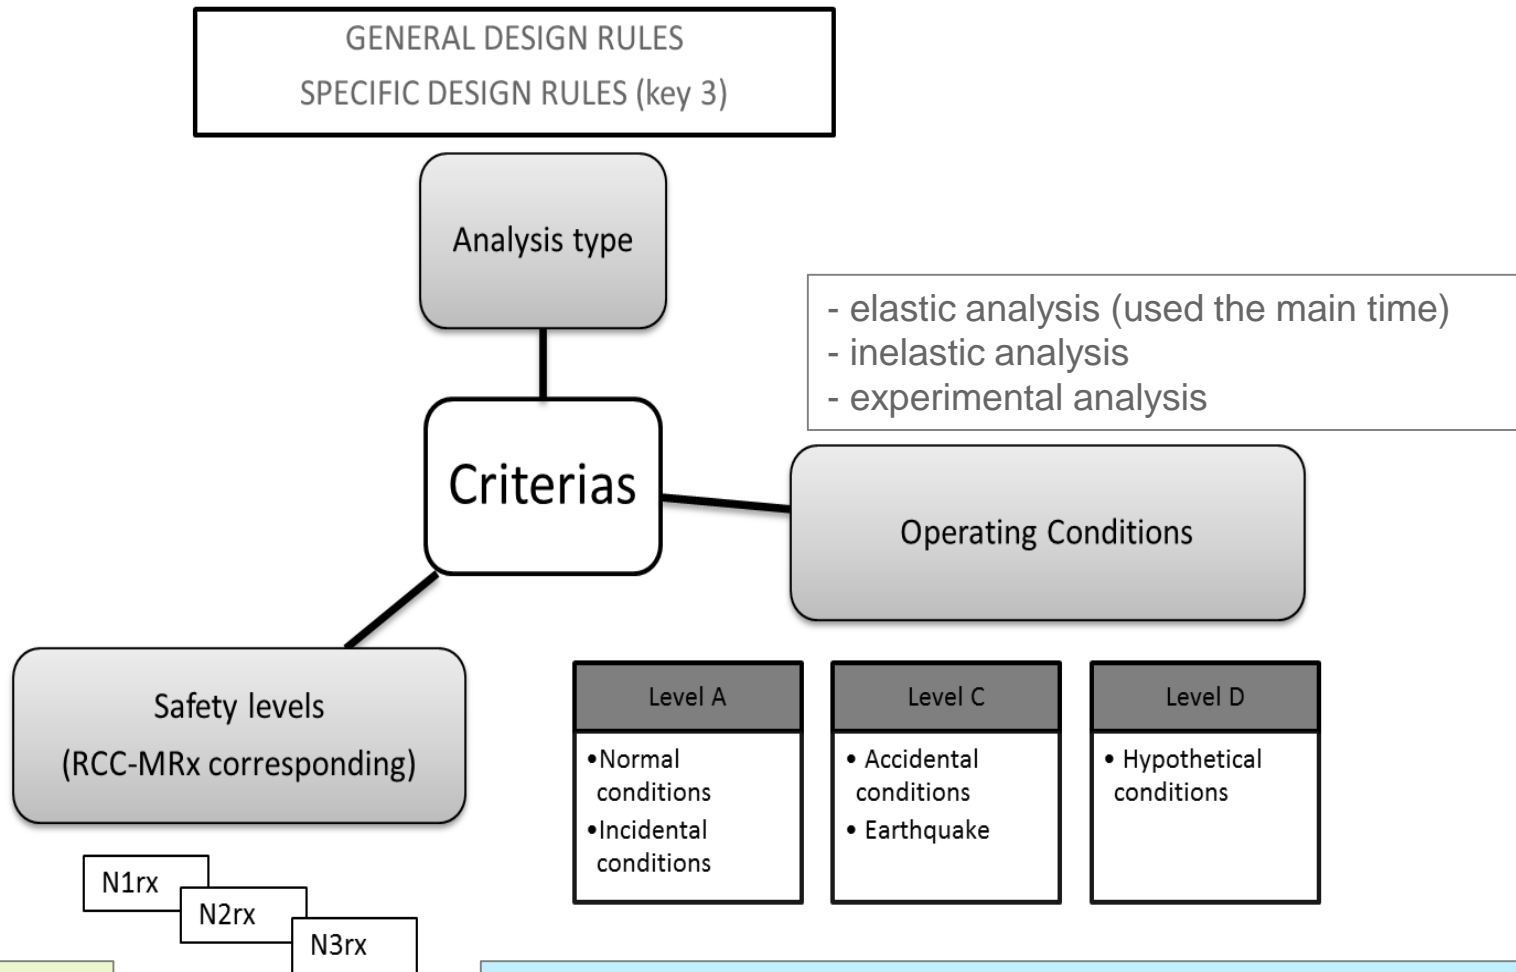 GENERAL DESIGN RULES
SPECIFIC DESIGN RULES (key 3)
Analysis type
- elastic analysis (used the main time)
- inelastic analysis
- experimental analysis
Criterias
Operating Conditions
Safety levels
(RCC-MRx corresponding)
Level A
•Normal
conditions
•Incidental
conditions
Level C
• Accidental
conditions
• Earthquake
Level D
• Hypothetical
conditions
N1rx
N2rx
N3rx